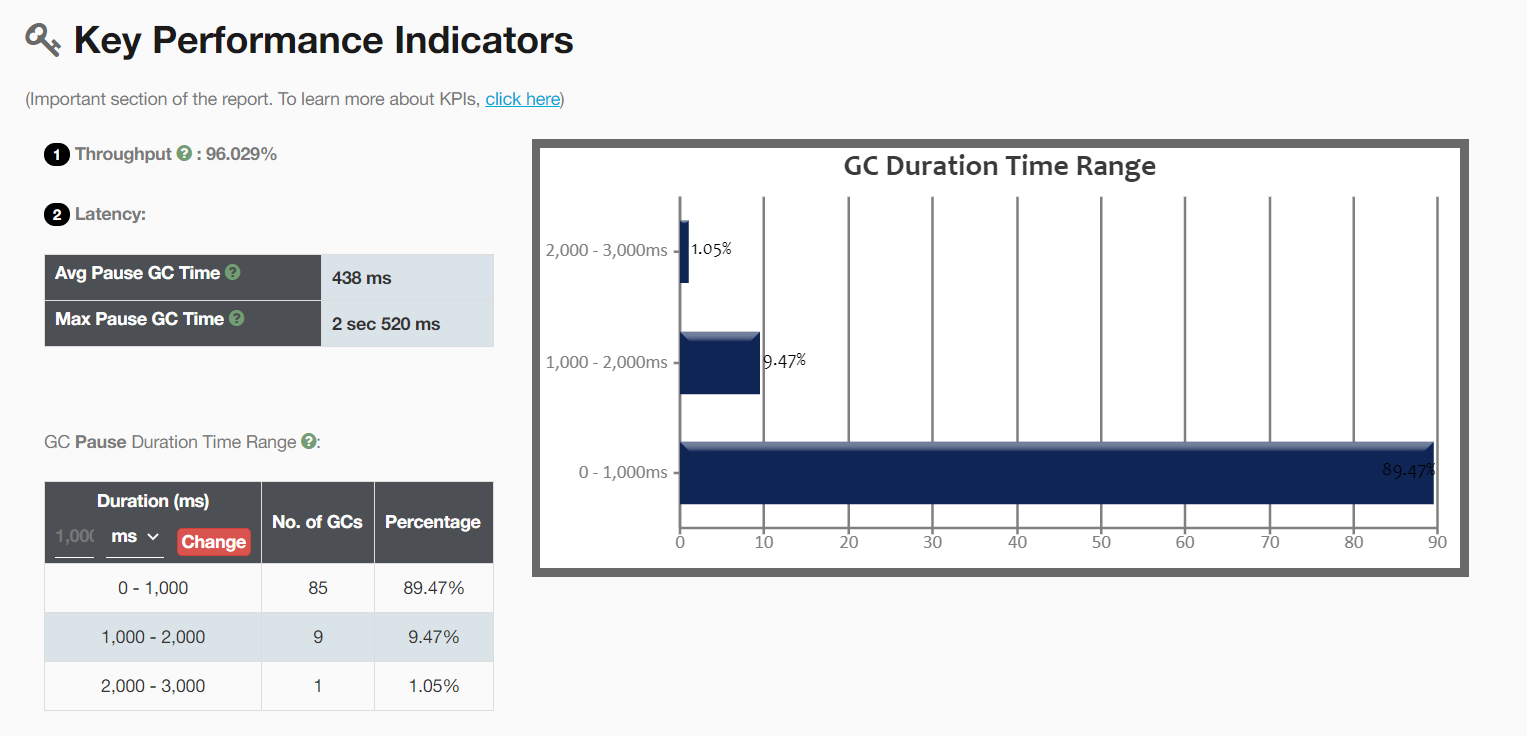 Key Performance Indicators
(Important section of the report. To learn more about KPIs, click here)
1 Throughput ? : 96.029%
2 Latency:
Avg Pause GC Time ? 438 ms
Max Pause GC Time ? 2 sec 520 ms
GC Pause Duration Time Range ?:
Duration (ms) No. of GCs Percentage
ms Change
0 - 1,000 85 89.47%
1,000 - 2,000 9 9.47%
2,000 - 3,000 1 1.05%
GC Duration Time Range
2,000 - 3,000ms 1.05%
1,000 - 2,000ms 9.47%
0 - 1,000ms 89.47%
0 10 20 30 40 50 60 70 80 90